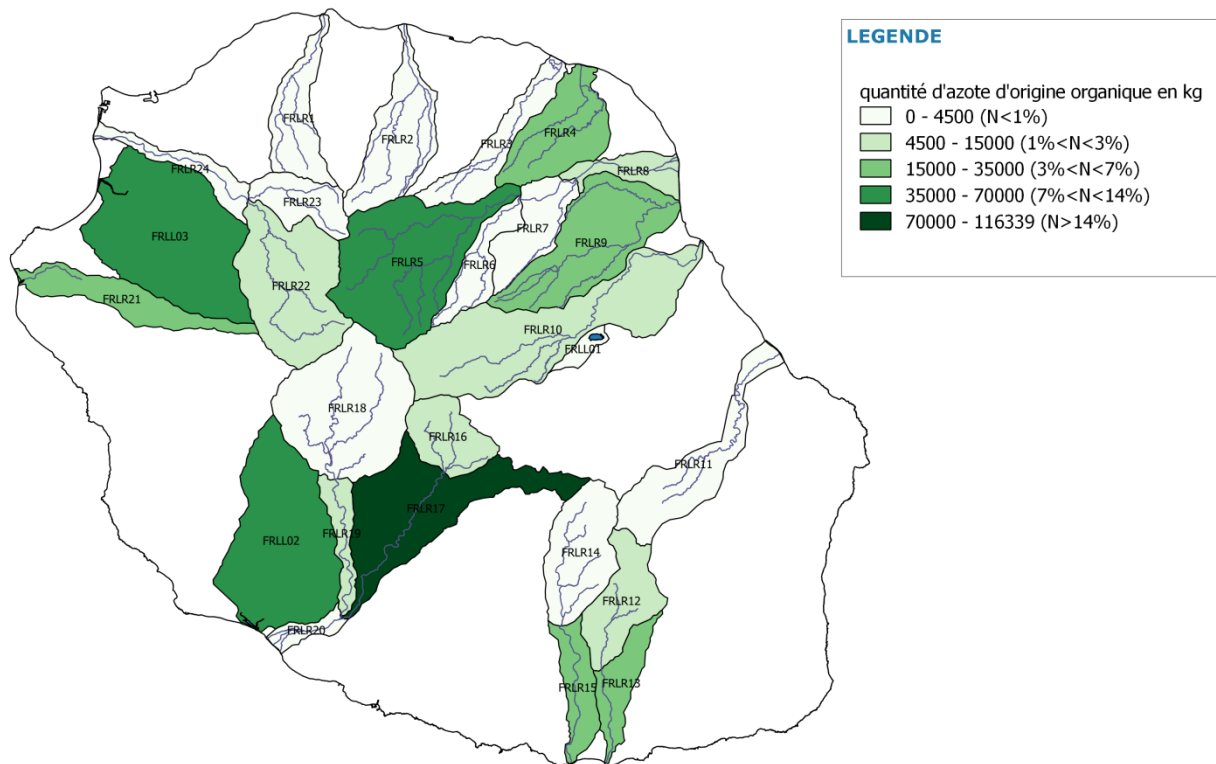 LEGENDE
quantité d'azote d'origine organique en kg
0 - 4500 (N<1%)
4500 - 15000 (1%<N<3%)
15000 - 35000 (3%<N<7%)
35000 - 70000 (7%<N<14%)
70000 - 116339 (N>14%)
FRLR1
FRLR2
FRLR3
FRLR4
FRLR24
FRLR8
FRLR23
FRLR7
FRLL03
FRLR9
FRLR5
FRLR6
FRLR22
FRLR21
FRLR10
FRLL01
FRLR18
FRLR16
FRLR11
FRLR17
FRLR19
FRLL02
FRLR14
FRLR12
FRLR20
FRLR15
FRLR13